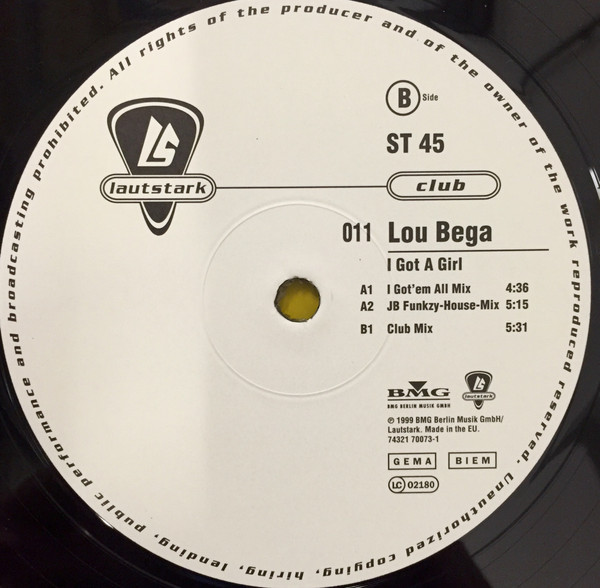 All rights of the producer and of the owner of the work reproduced reserved. Unauthorized copying, hiring, lending, public performance and broadcasting prohibited.
B Side
ST 45
LS
lautstark
club
011 Lou Bega
I Got A Girl
A1 I Got'em All Mix 4:36
A2 JB Funkzy-House-Mix 5:15
B1 Club Mix 5:31
BMG
BMG BERLIN MUSIK GMBH
LS
lautstark
℗ 1999 BMG Berlin Musik GmbH/
Lautstark. Made in the EU.
74321 70073-1
GEMA BIEM
LC 02180